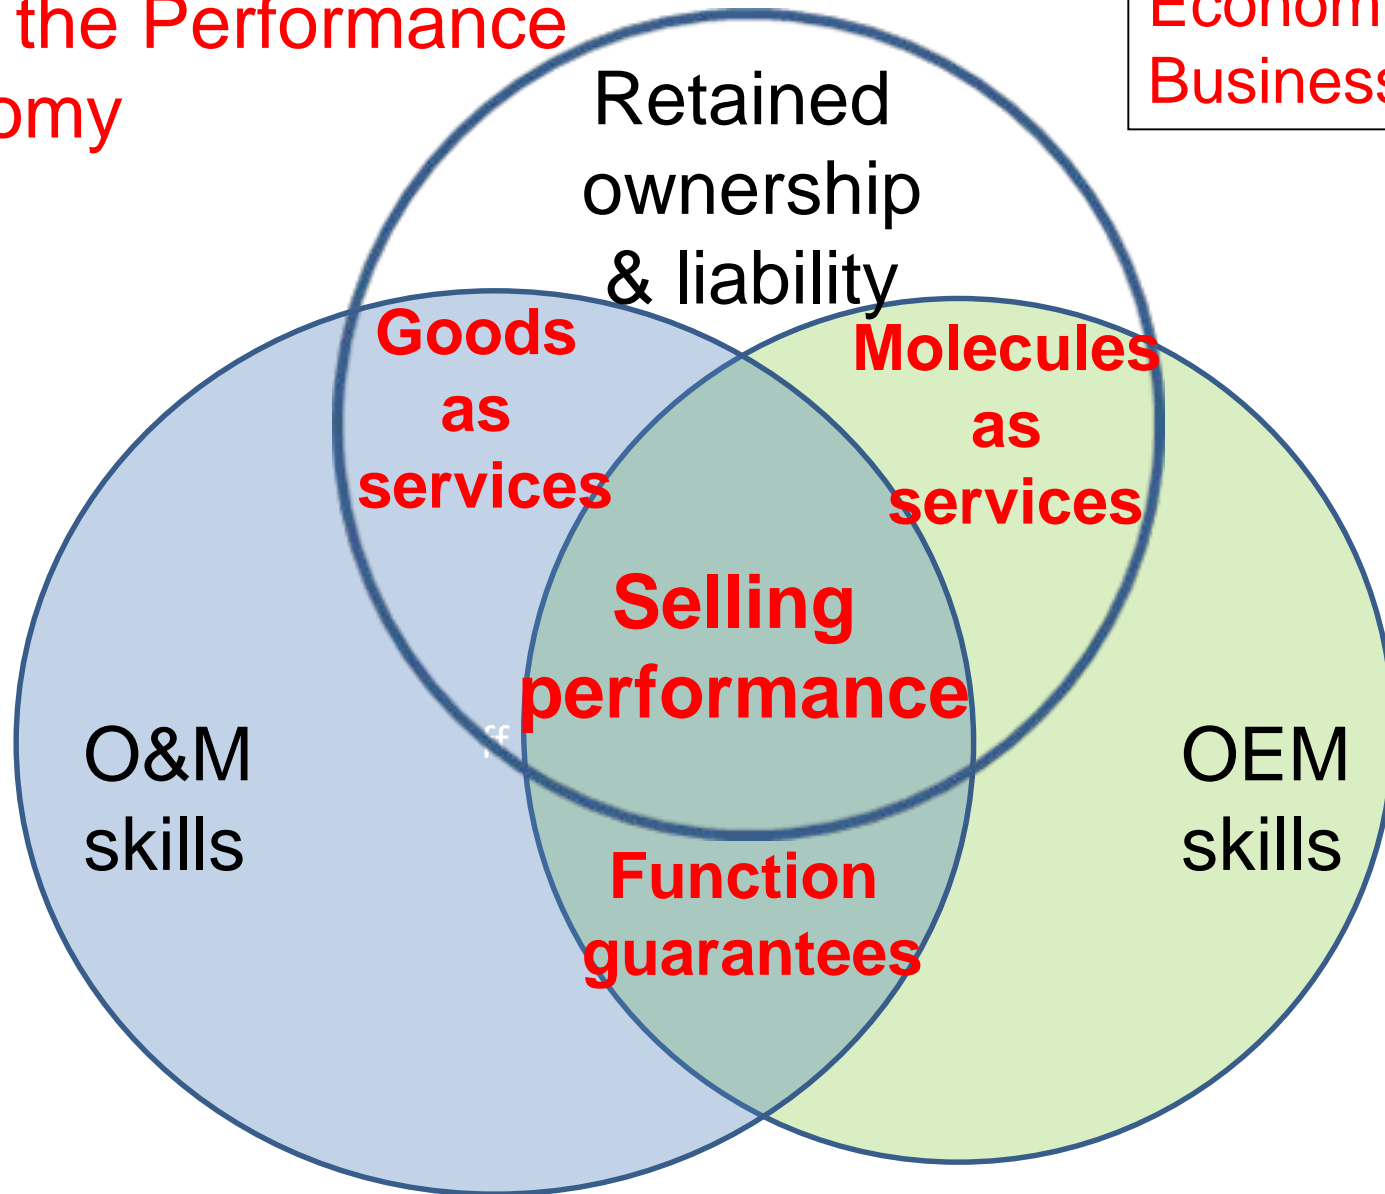 the Performance
omy
Econom
Business
Retained
ownership
& liability
Goods
as
services
Molecules
as
services
Selling
performance
O&M
skills
ff
OEM
skills
Function
guarantees